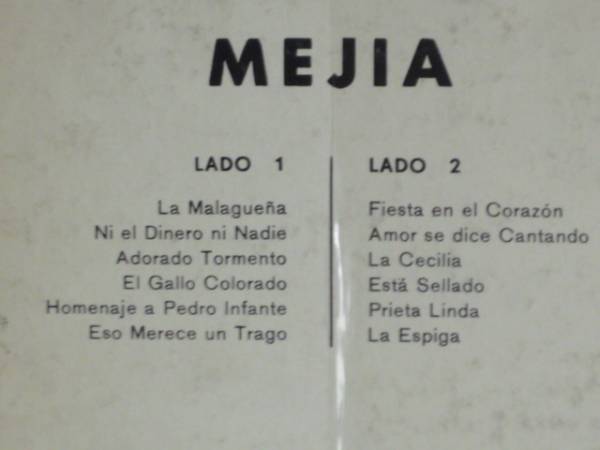 MEJIA
LADO 1
La Malagueña
Ni el Dinero ni Nadie
Adorado Tormento
El Gallo Colorado
Homenaje a Pedro Infante
Eso Merece un Trago
LADO 2
Fiesta en el Corazón
Amor se dice Cantando
La Cecilia
Está Sellado
Prieta Linda
La Espiga